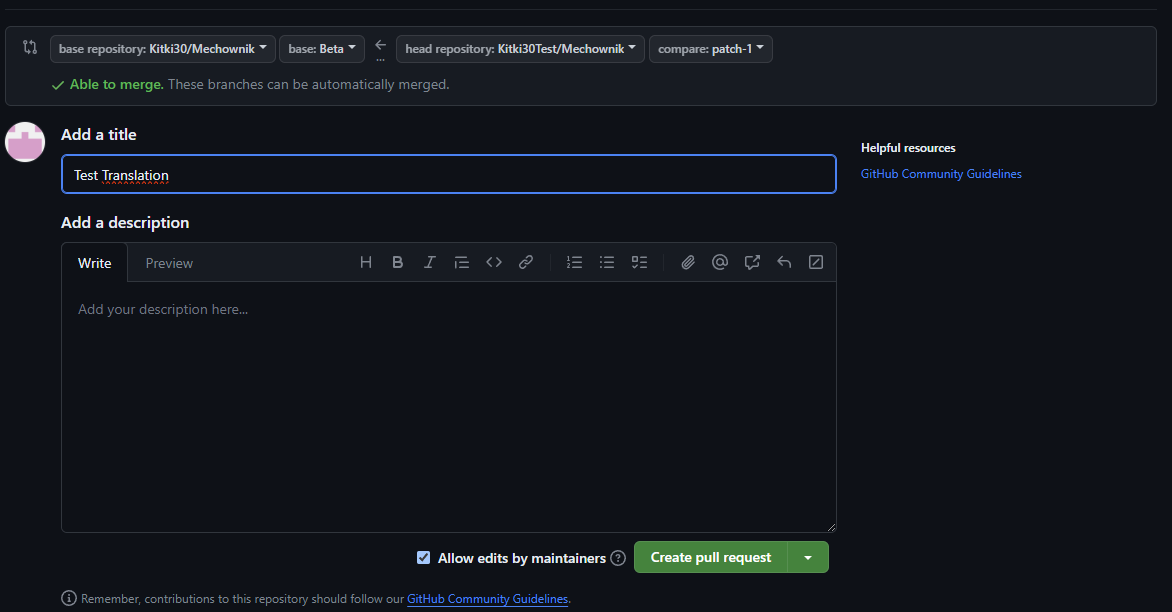 base repository: Kitki30/Mechownik base: Beta ... head repository: Kitki30Test/Mechownik compare: patch-1
Able to merge. These branches can be automatically merged.
Add a title
Helpful resources
Test Translation
GitHub Community Guidelines
Add a description
Write Preview
Add your description here...
Allow edits by maintainers Create pull request
Remember, contributions to this repository should follow our GitHub Community Guidelines.